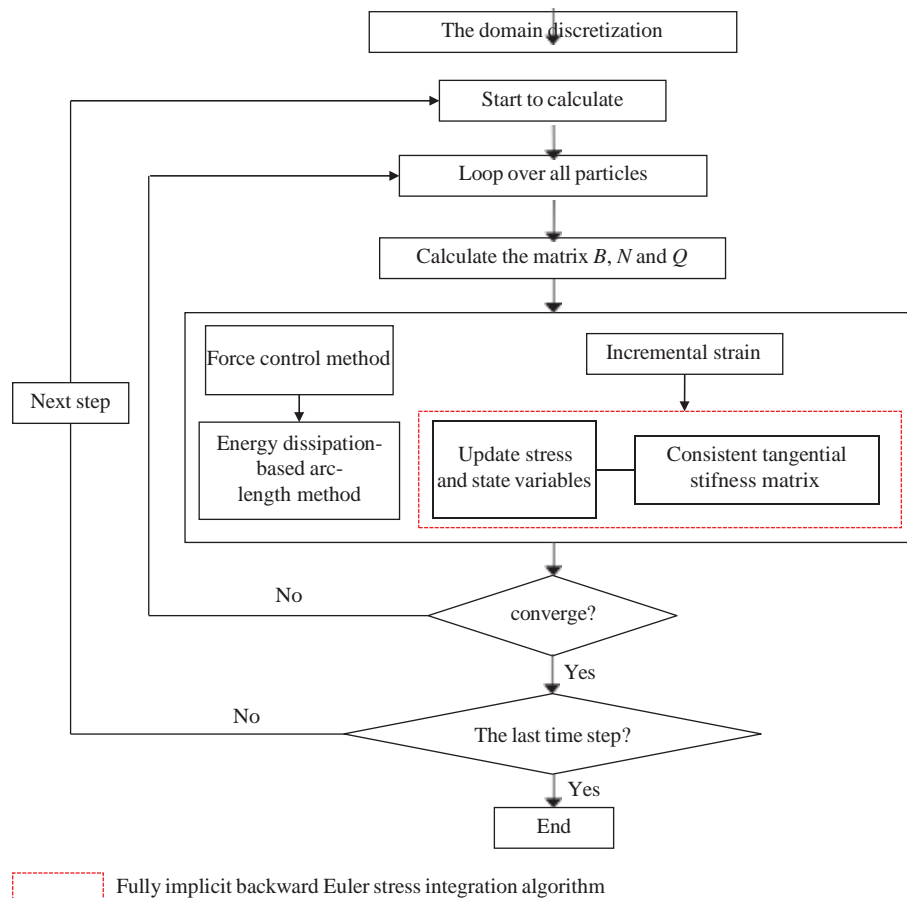 The domain discretization
Start to calculate
Loop over all particles
Calculate the matrix B, N and Q
Force control method
Incremental strain
Next step
Energy dissipation-
based arc-
length method
Update stress
and state variables
Consistent tangential
stifness matrix
No
converge?
Yes
No
The last time step?
Yes
End
Fully implicit backward Euler stress integration algorithm